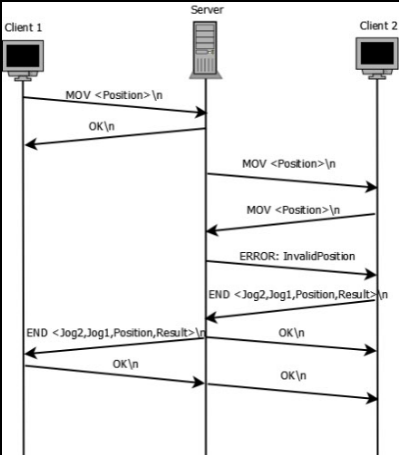 Server
Client 1
Client 2
MOV <Position>\n
OK\n
MOV <Position>\n
MOV <Position>\n
ERROR: InvalidPosition
END <Jog2,Jog1,Position,Result>\n
END <Jog2,Jog1,Position,Result>\n
OK\n
OK\n
OK\n